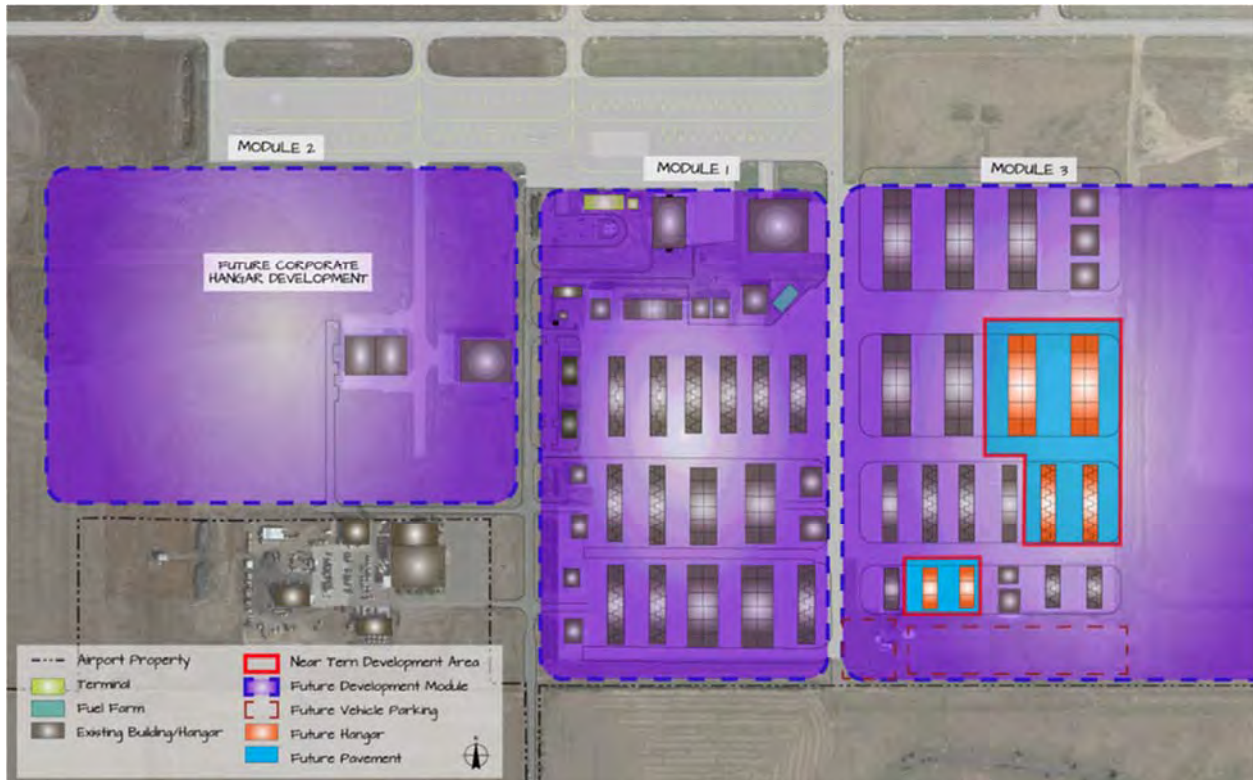 MODULE 2
MODULE 1
MODULE 3
FUTURE CORPORATE
HANGAR DEVELOPMENT
Airport Property
Terminal
Fuel Farm
Existing Building/Hangar
Near Term Development Area
Future Development Module
Future Vehicle Parking
Future Hangar
Future Pavement